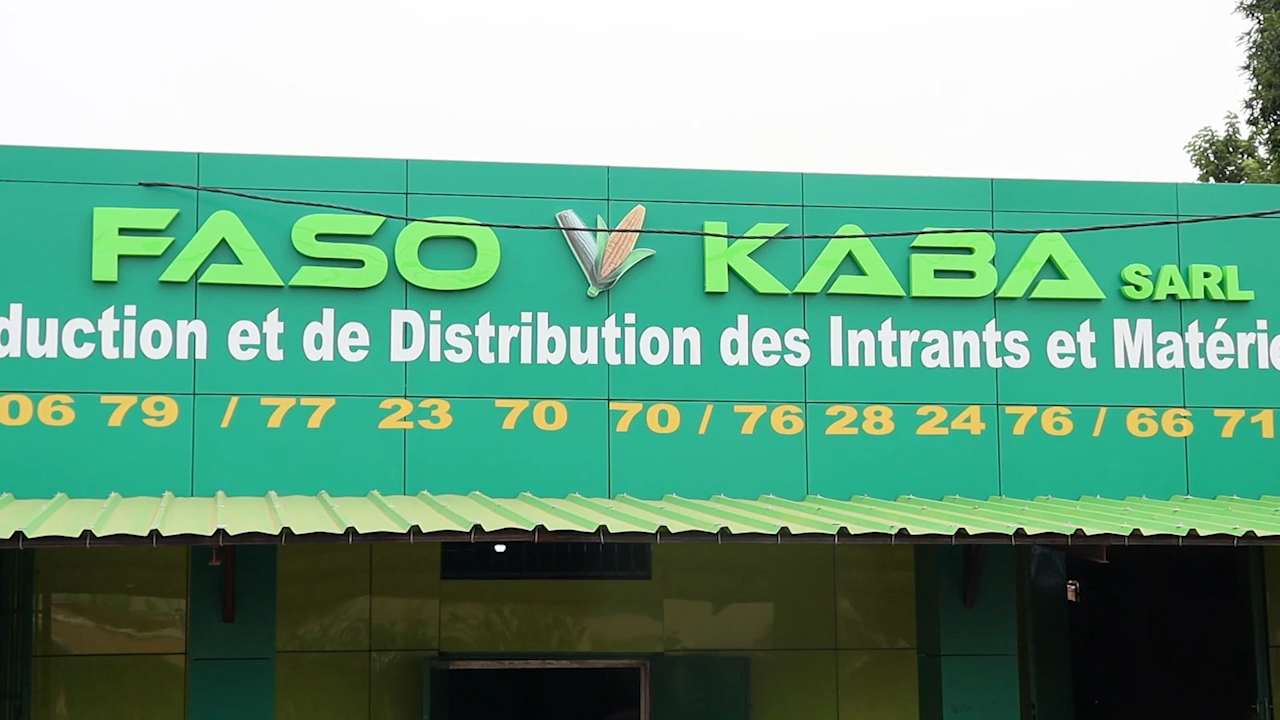 FASO KABA SARL
duction et de Distribution des Intrants et Matéri
06 79 / 77 23 70 70 / 76 28 24 76 / 66 71